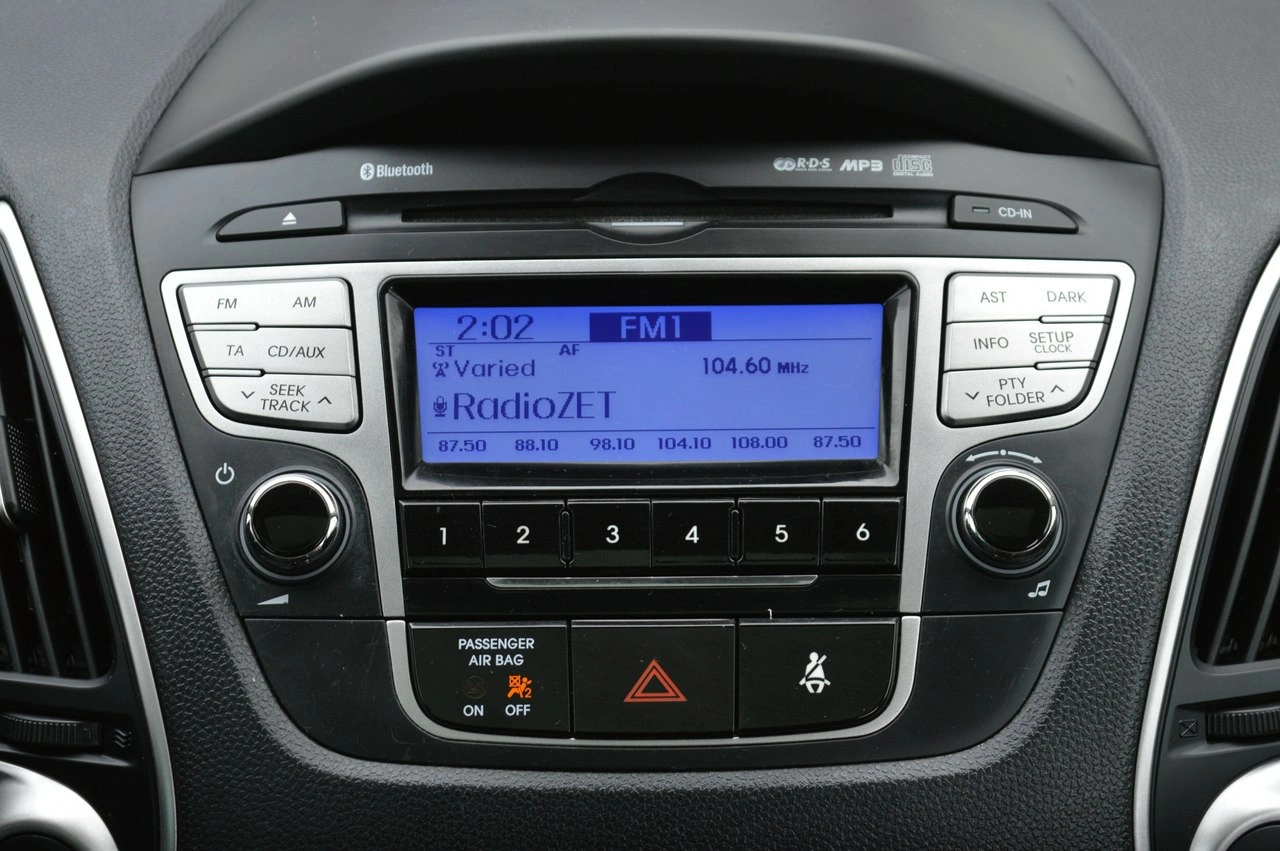 Bluetooth
R·D·S MP3 COMPACT disc DIGITAL AUDIO
CD-IN
FM AM
TA CD/AUX
SEEK
TRACK
AST DARK
INFO SETUP
CLOCK
PTY
FOLDER
2:02 FM1
ST AF
Varied 104.60 MHz
RadioZET
87.50 88.10 98.10 104.10 108.00 87.50
1 2 3 4 5 6
PASSENGER
AIR BAG
2
ON OFF